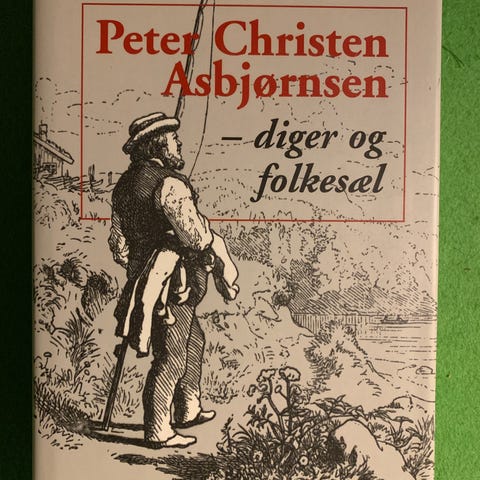 Peter Christen
Asbjørnsen
– diger og
folkesæl